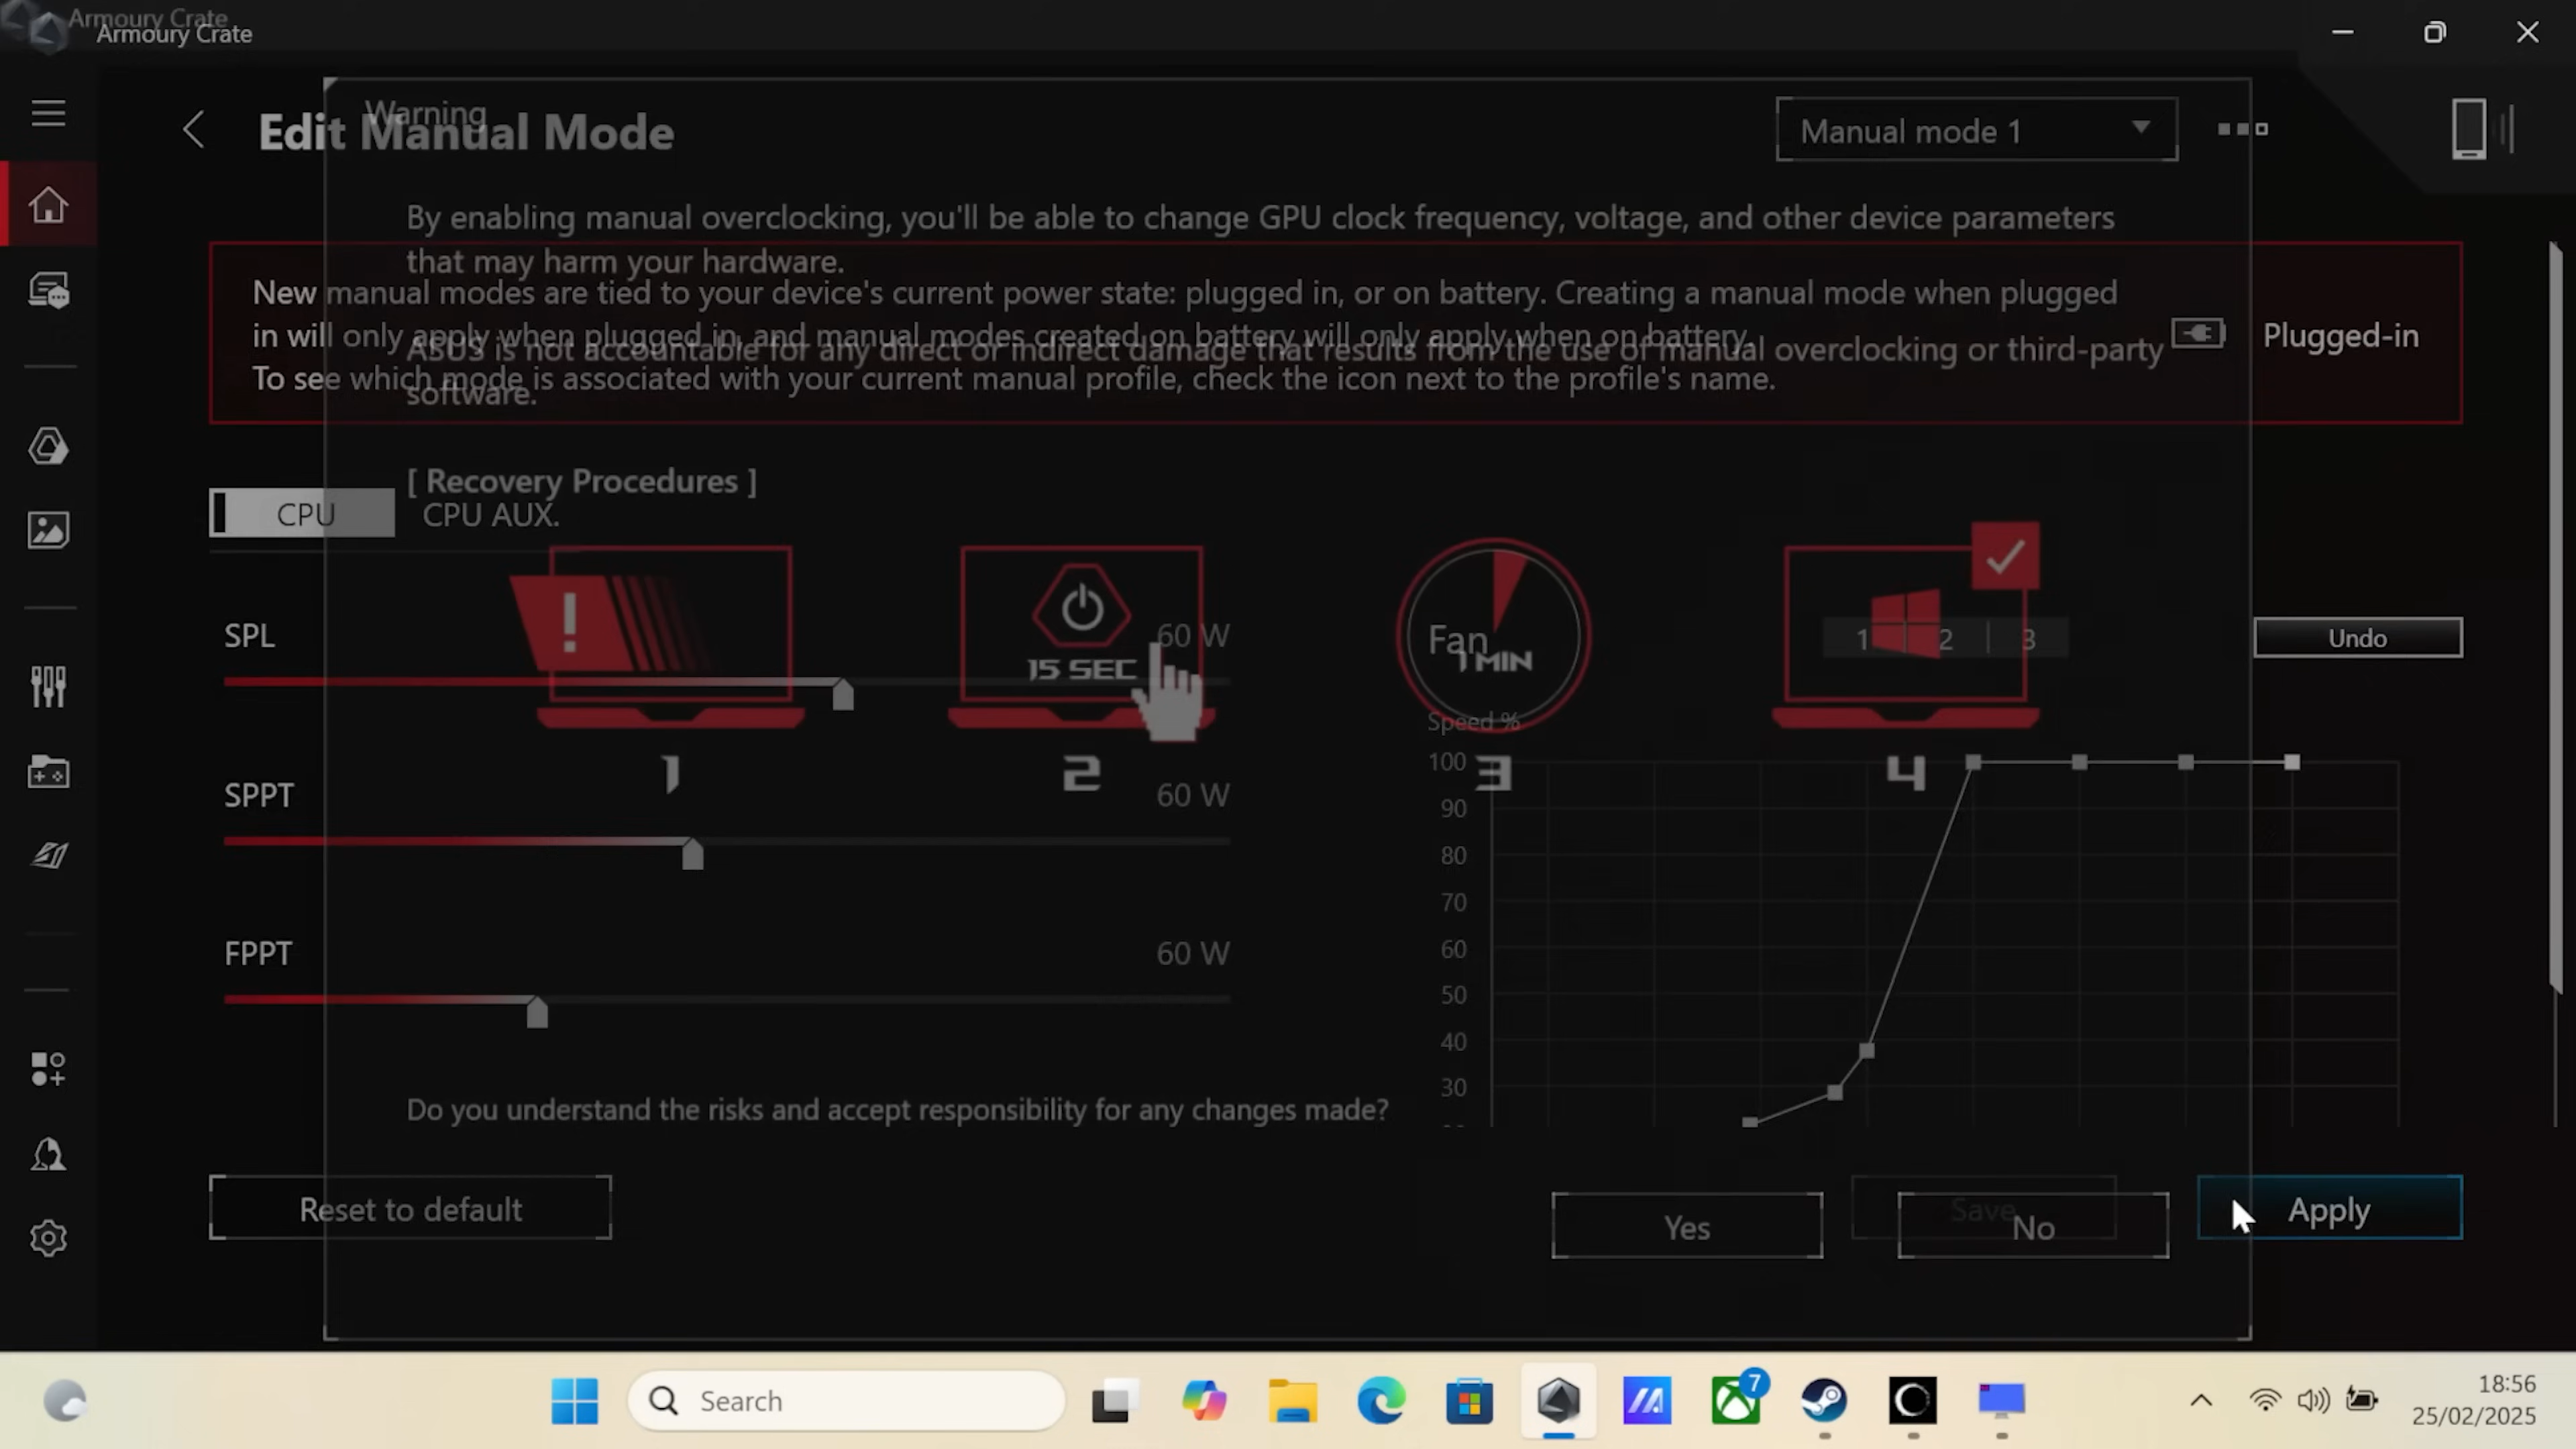 Armoury Crate
Armoury Crate
Warning
Edit Manual Mode
Manual mode 1
By enabling manual overclocking, you'll be able to change GPU clock frequency, voltage, and other device parameters
that may harm your hardware.
New manual modes are tied to your device's current power state: plugged in, or on battery. Creating a manual mode when plugged
in will only apply when plugged in, and manual modes created on battery will only apply when on battery.
Plugged-in
ASUS is not accountable for any direct or indirect damage that results from the use of manual overclocking or third-party
software.
To see which mode is associated with your current manual profile, check the icon next to the profile's name.
[ Recovery Procedures ]
CPU
CPU AUX.
SPL
60 W
15 SEC
Fan
1 MIN
1 2 3
Undo
Speed %
1
2
3
4
SPPT
60 W
FPPT
60 W
100
90
80
70
60
50
40
30
Do you understand the risks and accept responsibility for any changes made?
Reset to default
Yes
Save
No
Apply
Search
7
18:56
25/02/2025